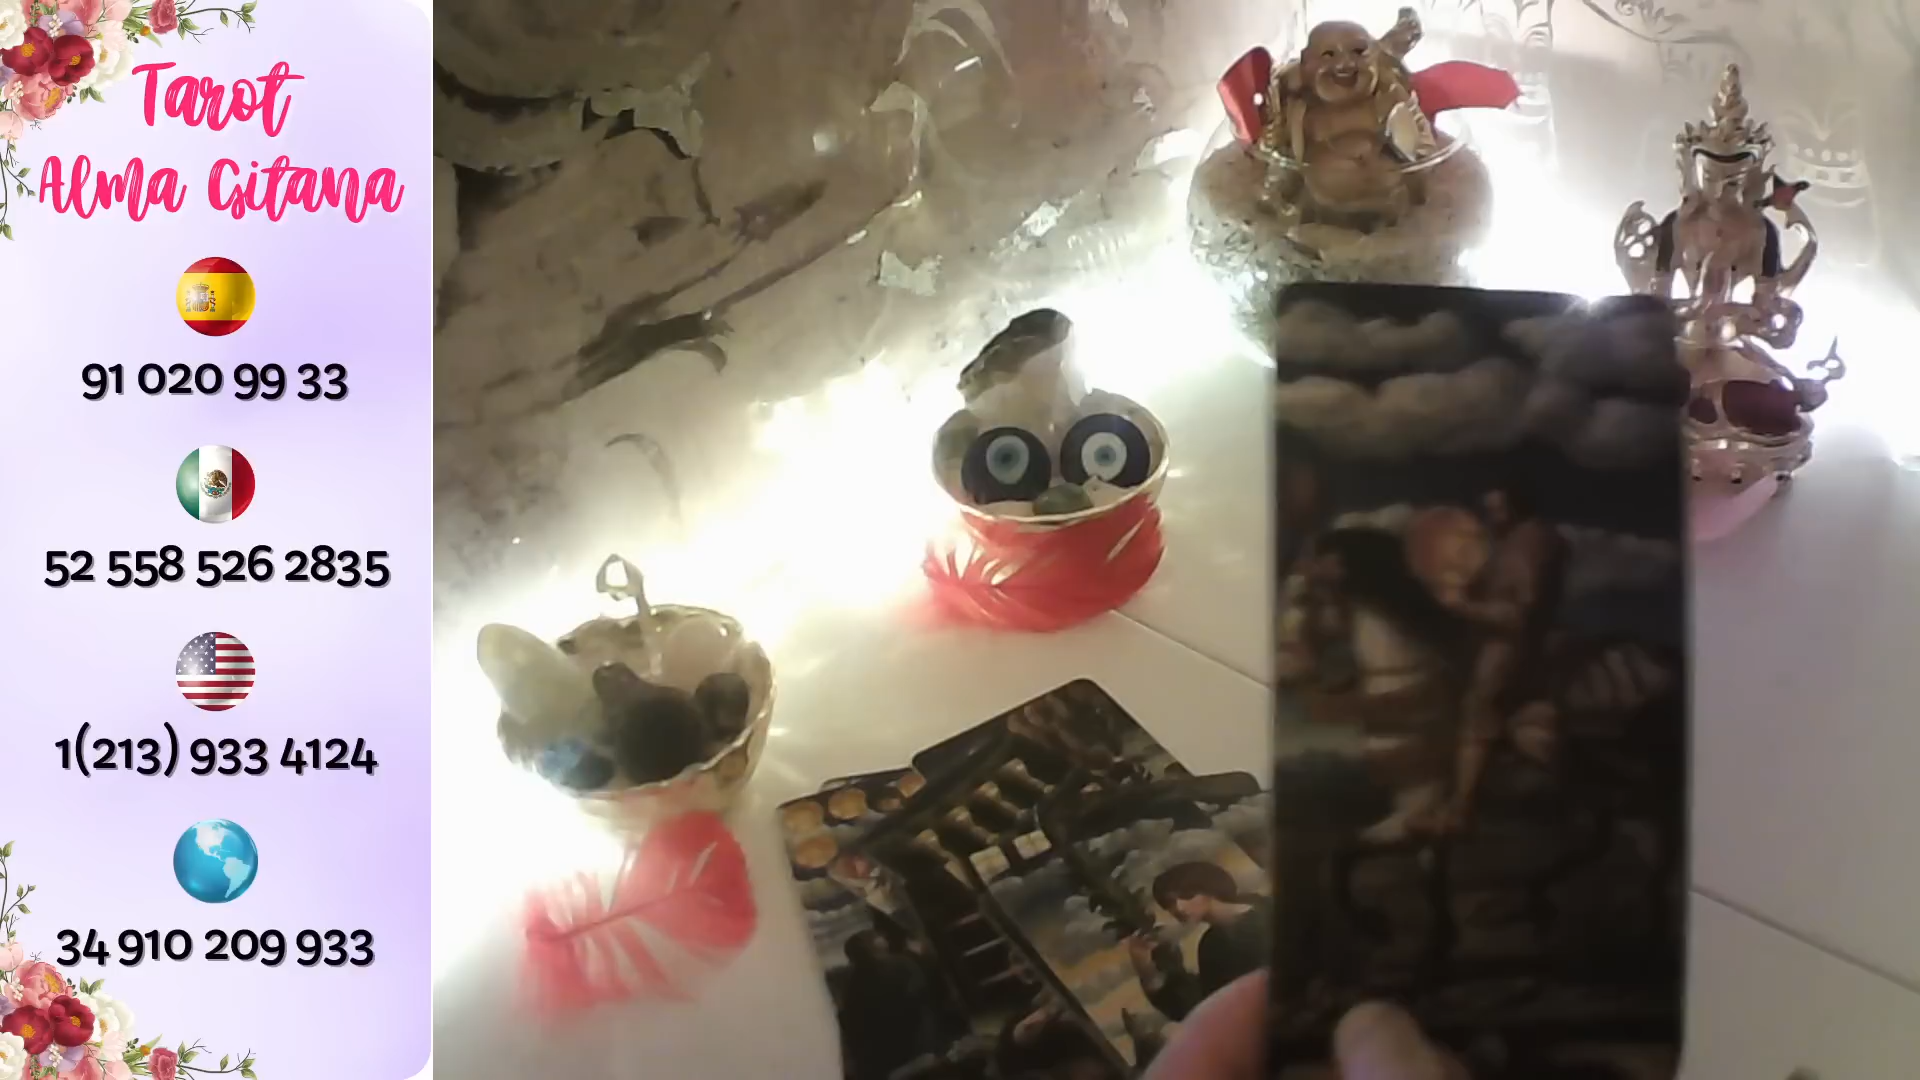 Tarot
Alma Gitana
91 020 99 33
52 558 526 2835
1(213) 933 4124
34 910 209 933